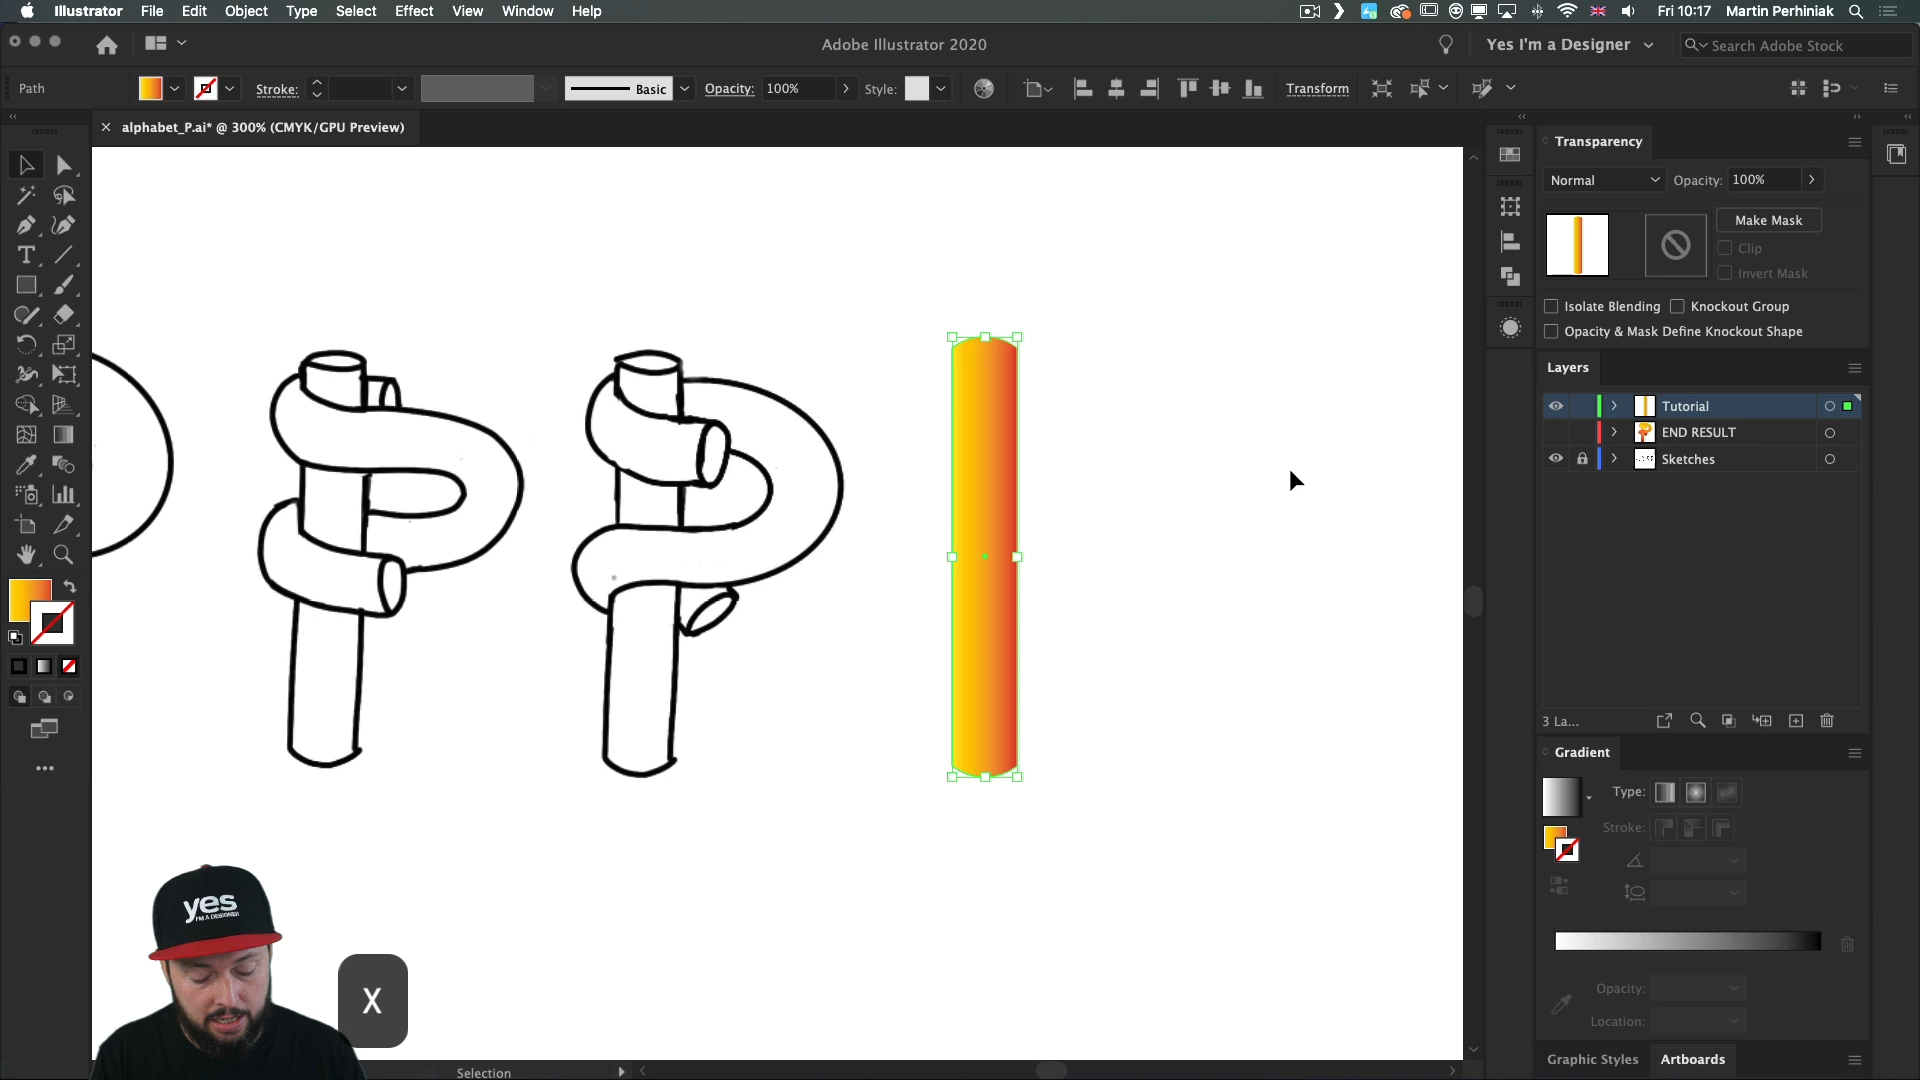 Illustrator File Edit Object Type Select Effect View Window Help
Fri 10:17 Martin Perhiniak
Adobe Illustrator 2020
Yes I'm a Designer
Search Adobe Stock
Path
Stroke:
Basic
Opacity: 100%
Style:
Transform
× alphabet_P.ai* @ 300% (CMYK/GPU Preview)
Transparency
Normal
Opacity: 100%
Make Mask
Clip
Invert Mask
Isolate Blending
Knockout Group
Opacity & Mask Define Knockout Shape
Layers
Tutorial
END RESULT
Sketches
3 La...
Gradient
Type:
Stroke:
Opacity:
Location:
Graphic Styles
Artboards
yes
I'M A DESIGNER
X
Selection